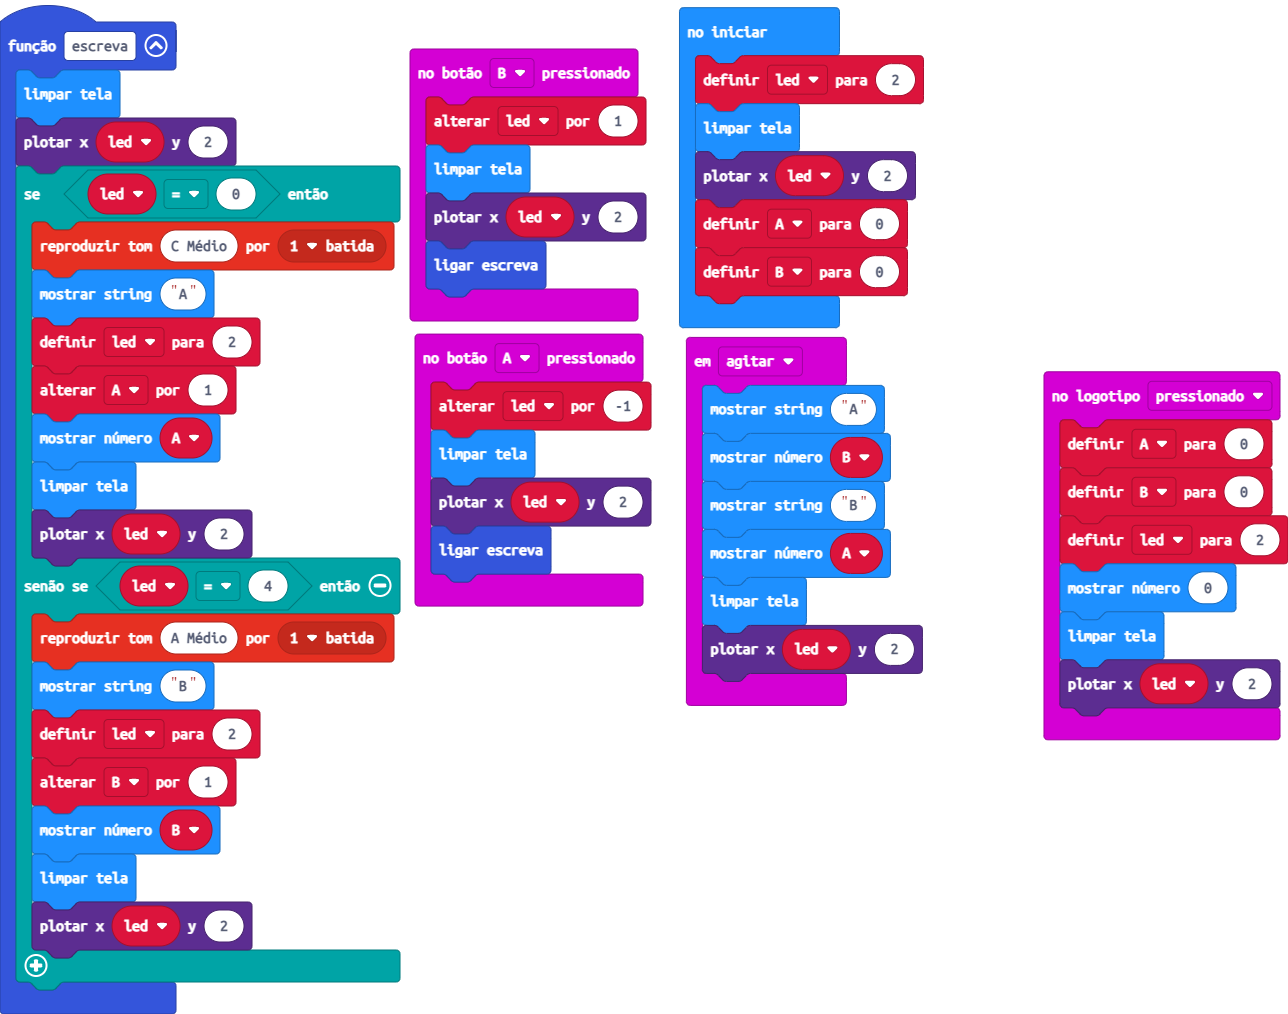 função escreva
limpar tela
plotar x led y 2
se led = 0 então
reproduzir tom C Médio por 1 batida
mostrar string "A"
definir led para 2
alterar A por 1
mostrar número A
limpar tela
plotar x led y 2
senão se led = 4 então
reproduzir tom A Médio por 1 batida
mostrar string "B"
definir led para 2
alterar B por 1
mostrar número B
limpar tela
plotar x led y 2
no botão B pressionado
alterar led por 1
limpar tela
plotar x led y 2
ligar escreva
no botão A pressionado
alterar led por -1
limpar tela
plotar x led y 2
ligar escreva
no iniciar
definir led para 2
limpar tela
plotar x led y 2
definir A para 0
definir B para 0
em agitar
mostrar string "A"
mostrar número B
mostrar string "B"
mostrar número A
limpar tela
plotar x led y 2
no logotipo pressionado
definir A para 0
definir B para 0
definir led para 2
mostrar número 0
limpar tela
plotar x led y 2